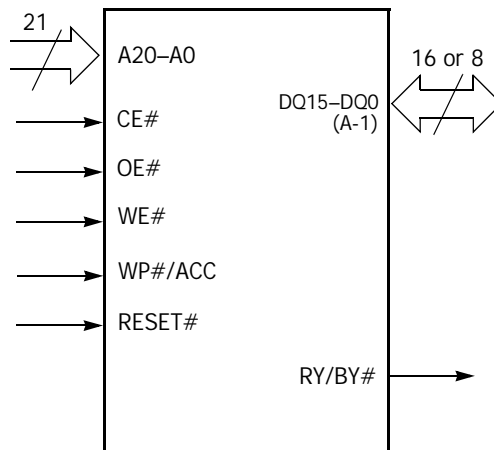 21
A20–A0
16 or 8
DQ15–DQ0
(A-1)
CE#
OE#
WE#
WP#/ACC
RESET#
RY/BY#